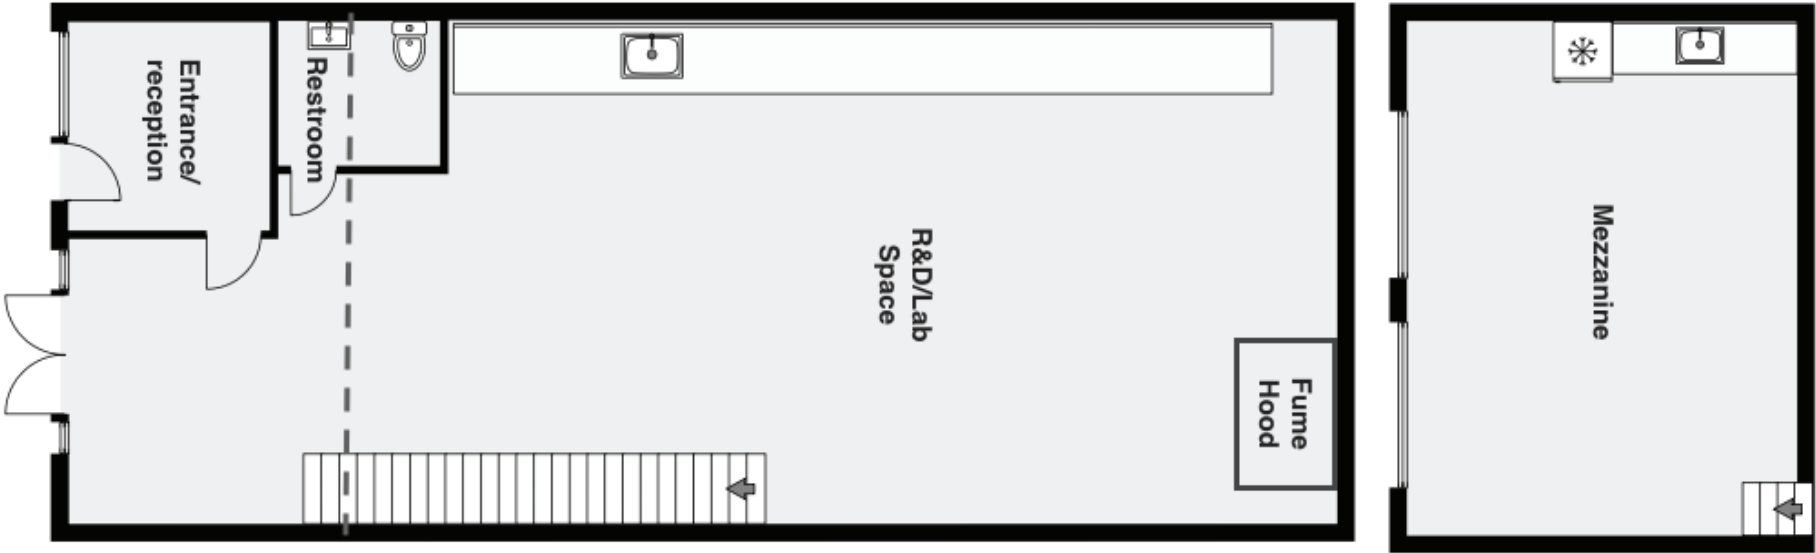 Entrance/
reception
Restroom
R&D/Lab
Space
Fume
Hood
Mezzanine